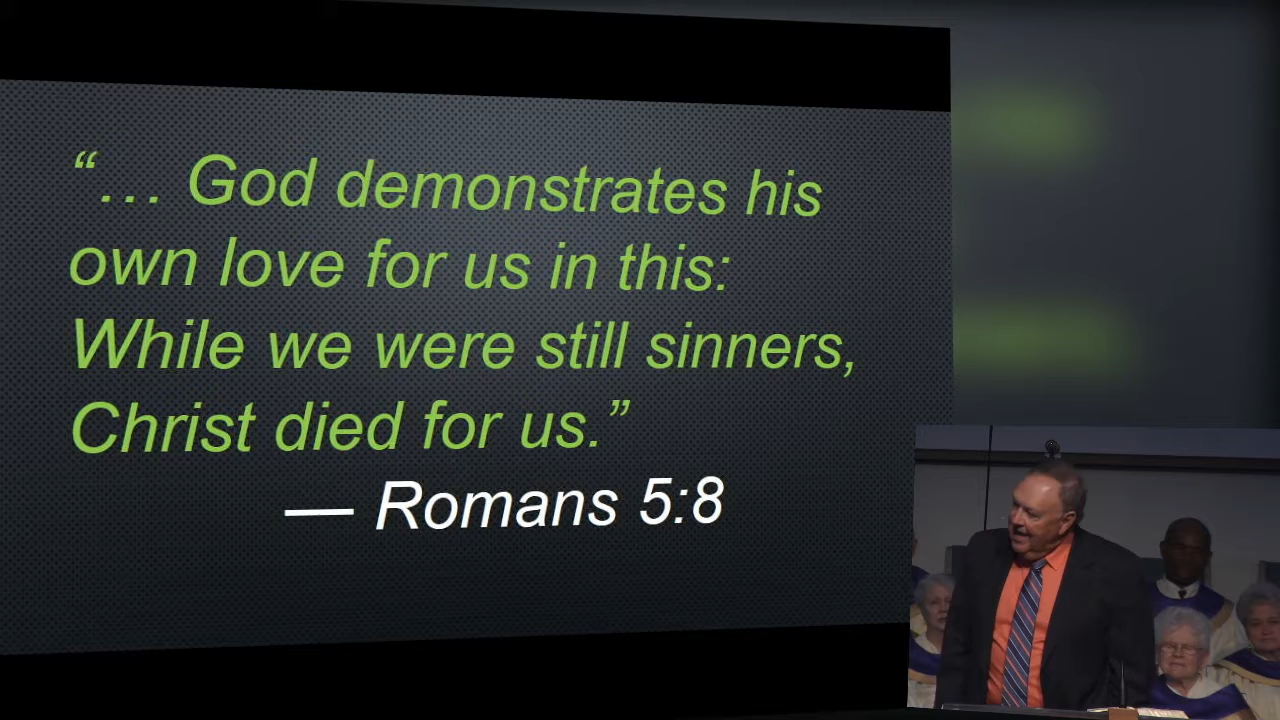 “… God demonstrates his
own love for us in this:
While we were still sinners,
Christ died for us.”
— Romans 5:8